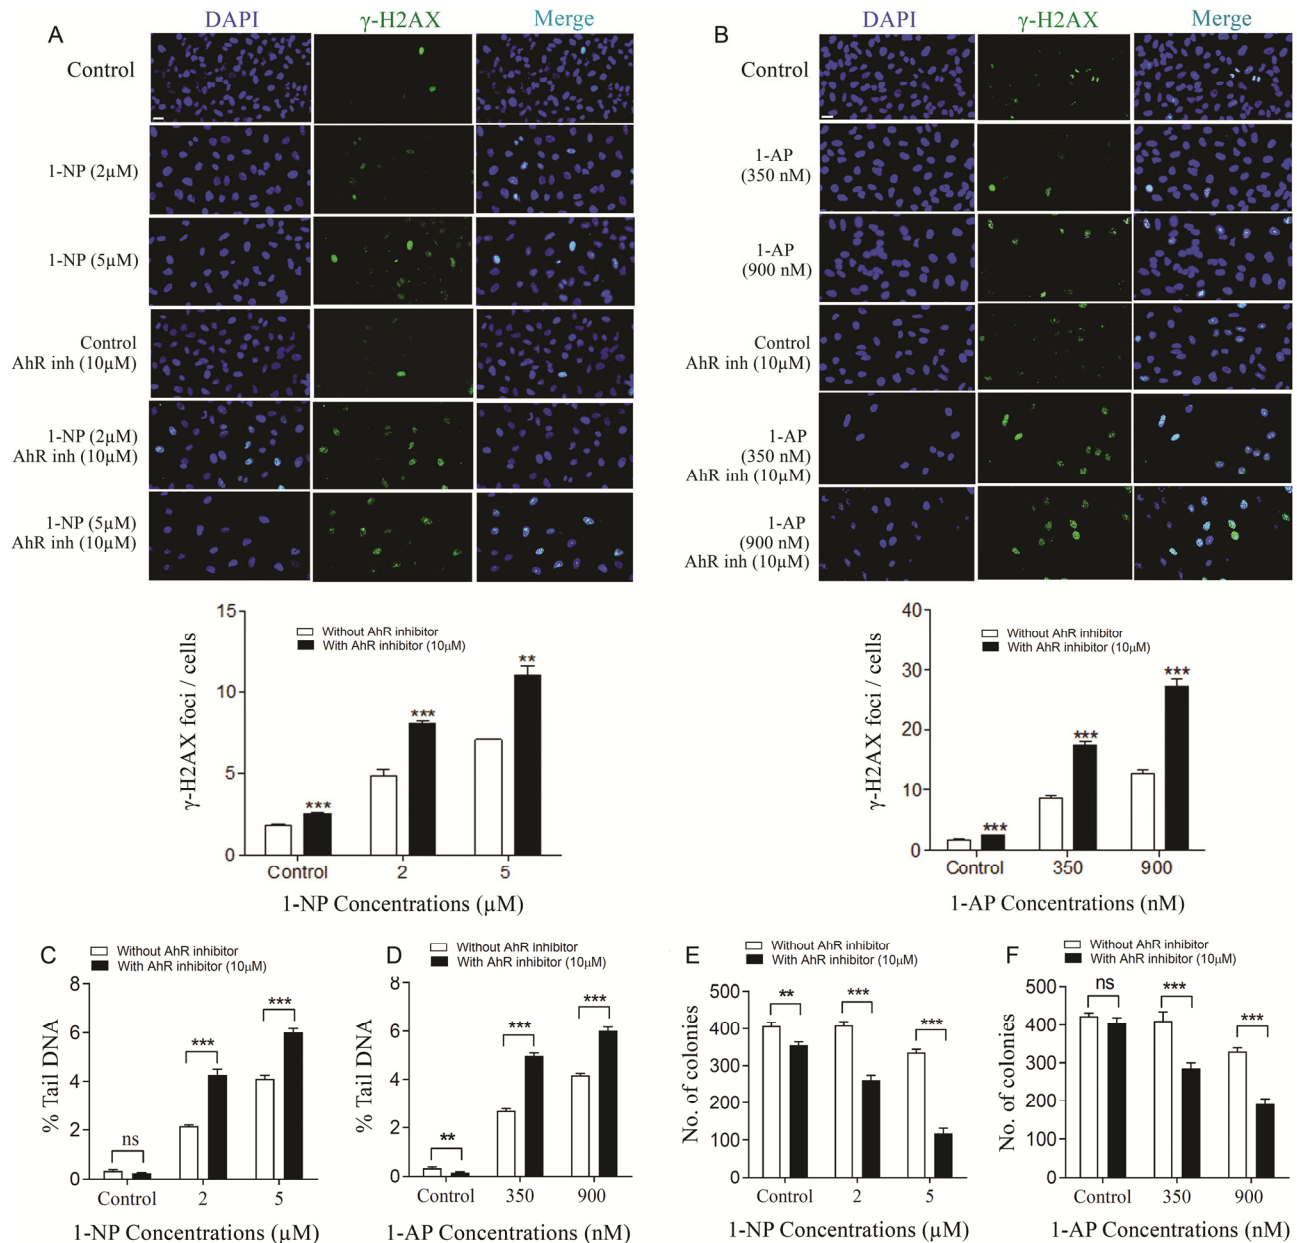 A
DAPI
γ-H2AX
Merge
Control
1-NP (2µM)
1-NP (5µM)
Control
AhR inh (10µM)
1-NP (2µM)
AhR inh (10µM)
1-NP (5µM)
AhR inh (10µM)
B
DAPI
γ-H2AX
Merge
Control
1-AP
(350 nM)
1-AP
(900 nM)
Control
AhR inh (10µM)
1-AP
(350 nM)
AhR inh (10µM)
1-AP
(900 nM)
AhR inh (10µM)
γ-H2AX foci / cells
15
10
5
0
Without AhR inhibitor
With AhR inhibitor (10µM)
***
***
**
Control
2
5
1-NP Concentrations (µM)
γ-H2AX foci / cells
40
30
20
10
0
Without AhR inhibitor
With AhR inhibitor (10µM)
***
***
***
Control
350
900
1-AP Concentrations (nM)
C
Without AhR inhibitor
With AhR inhibitor (10µM)
% Tail DNA
8
6
4
2
0
ns
***
***
Control
2
5
1-NP Concentrations (µM)
D
Without AhR inhibitor
With AhR inhibitor (10µM)
% Tail DNA
8
6
4
2
0
**
***
***
Control
350
900
1-AP Concentrations (nM)
E
Without AhR inhibitor
With AhR inhibitor (10µM)
No. of colonies
500
400
300
200
100
0
**
***
***
Control
2
5
1-NP Concentrations (µM)
F
Without AhR inhibitor
With AhR inhibitor (10µM)
No. of colonies
500
400
300
200
100
0
ns
***
***
Control
350
900
1-AP Concentrations (nM)